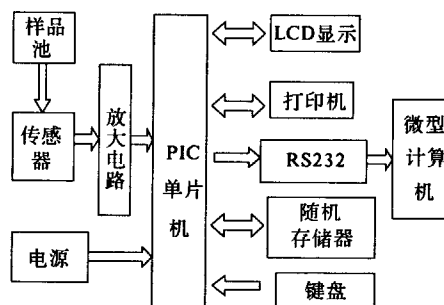 样品
池
传感
器
放
大
电
路
电源
PIC
单片
机
LCD显示
打印机
RS232
随机
存储器
键盘
微型
计算
机